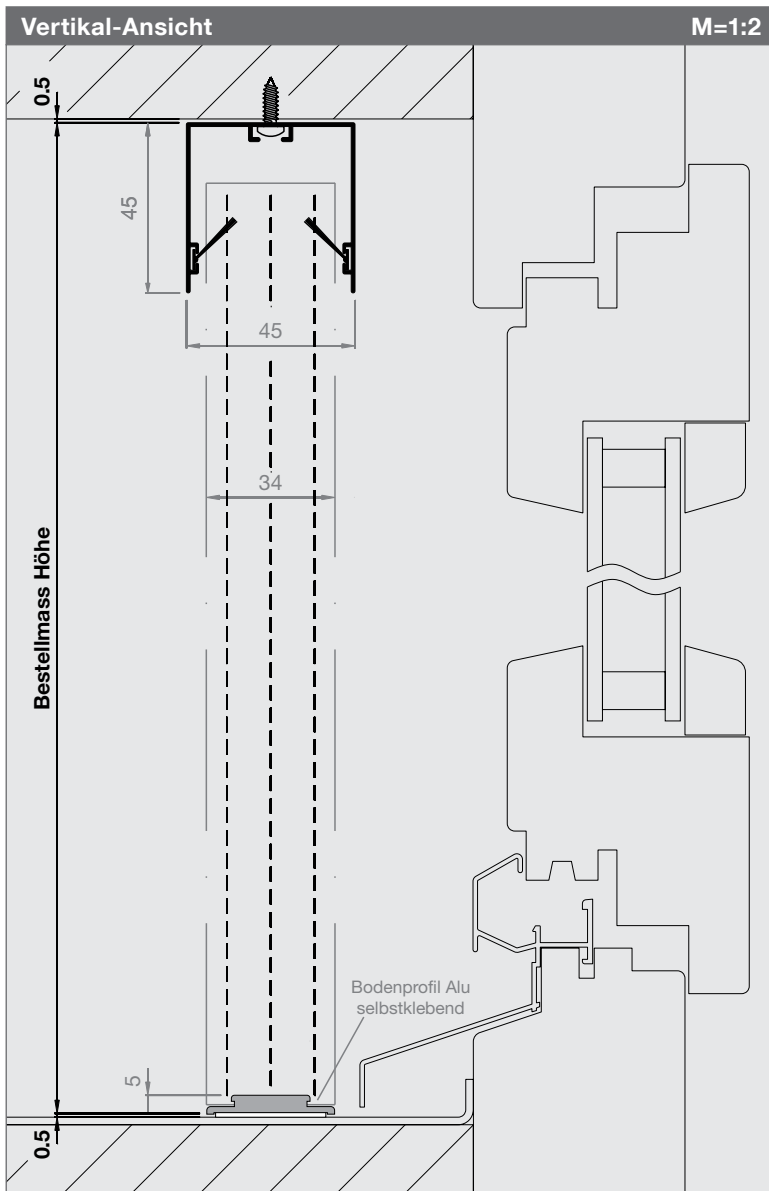 Vertikal-Ansicht M=1:2
0.5
45
45
34
Bestellmass Höhe
Bodenprofil Alu
selbstklebend
5
0.5